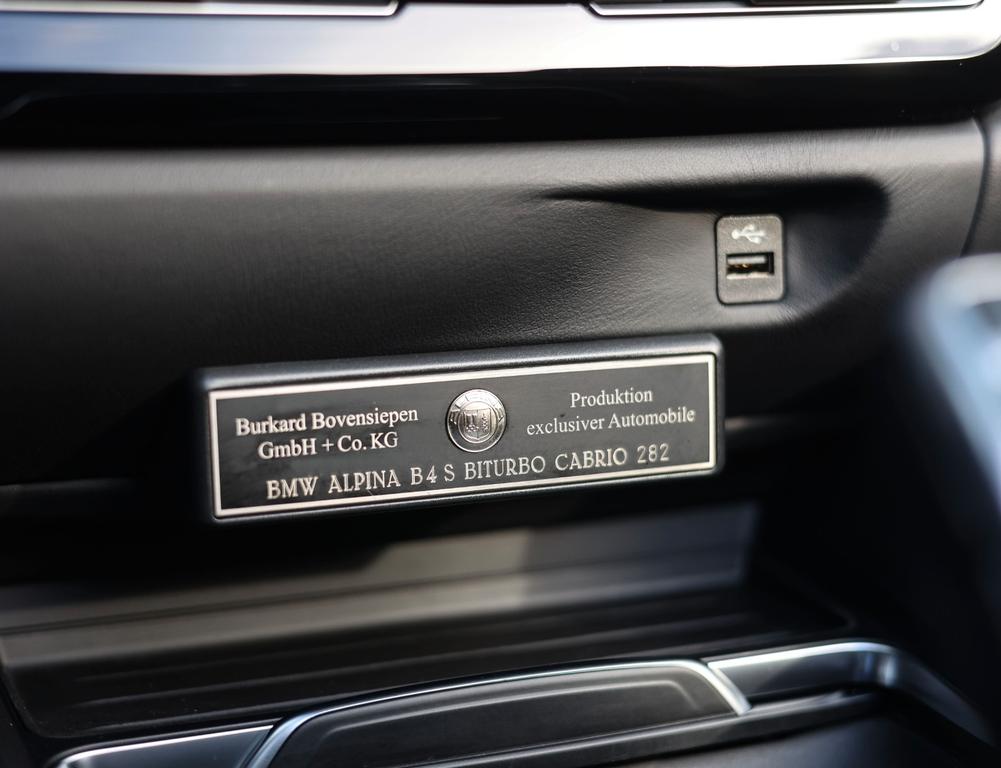 Burkard Bovensiepen
GmbH + Co. KG
Produktion
exclusiver Automobile
BMW ALPINA B4 S BITURBO CABRIO 282